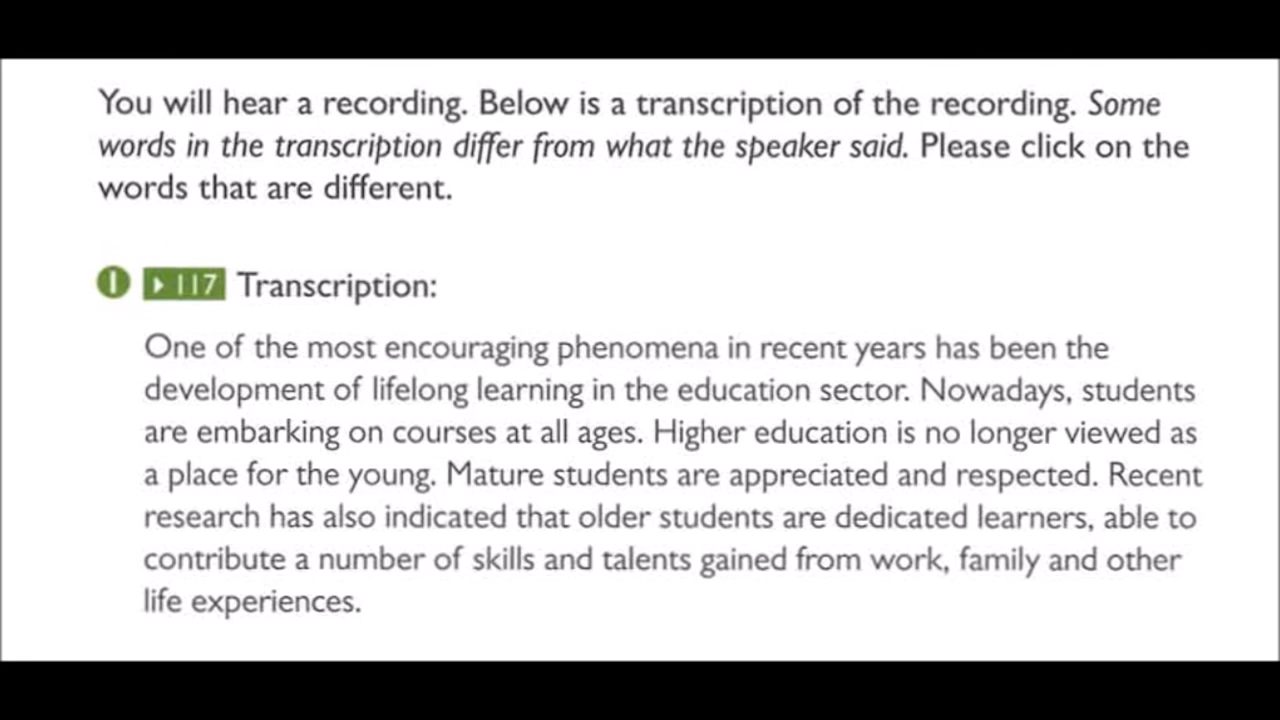 You will hear a recording. Below is a transcription of the recording. Some
words in the transcription differ from what the speaker said. Please click on the
words that are different.
1 117 Transcription:
One of the most encouraging phenomena in recent years has been the
development of lifelong learning in the education sector. Nowadays, students
are embarking on courses at all ages. Higher education is no longer viewed as
a place for the young. Mature students are appreciated and respected. Recent
research has also indicated that older students are dedicated learners, able to
contribute a number of skills and talents gained from work, family and other
life experiences.